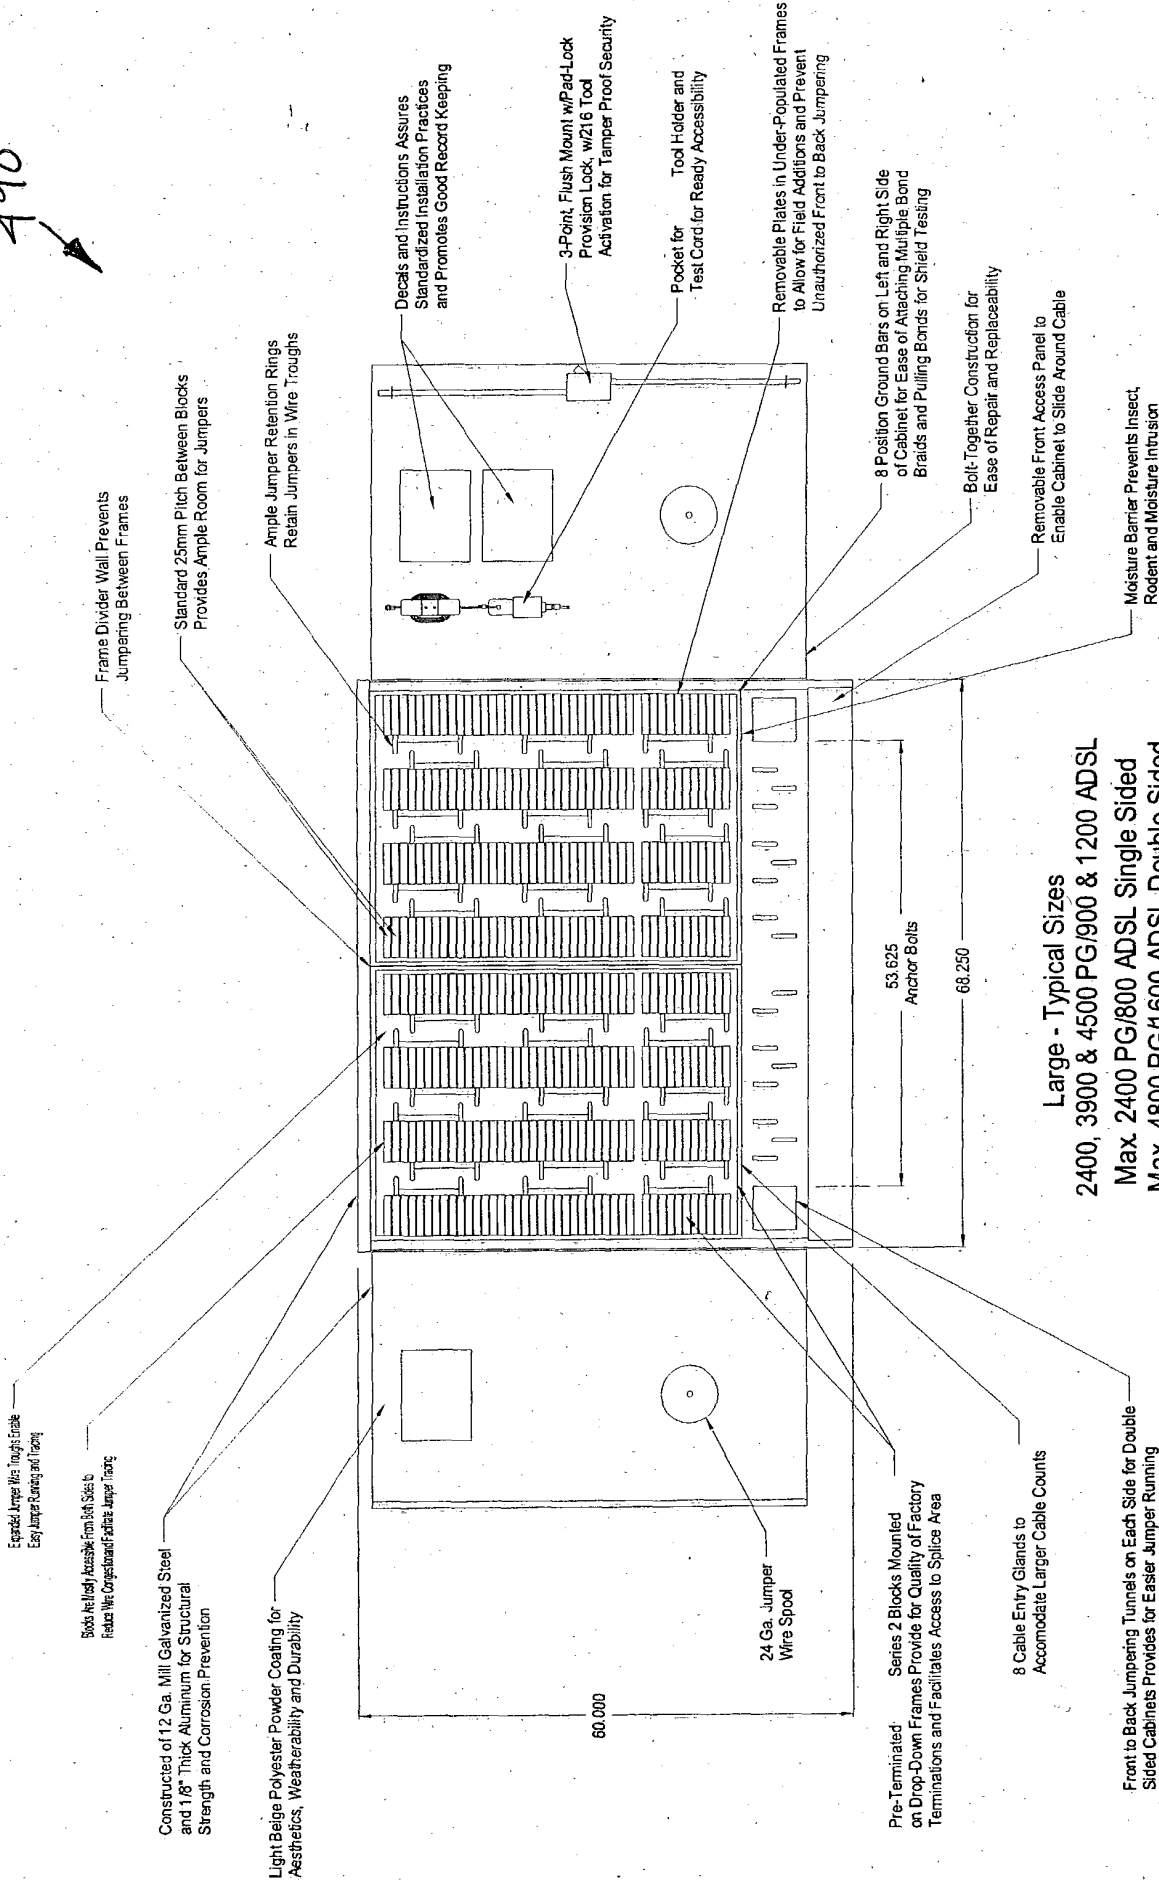 490
Expanded Jumper Wire Troughs Enable
Easy Jumper Running and Tracing
Blocks Are Mostly Accessible From Both Sides to
Reduce Wire Congestion and Facilitate Jumper Tracing
Constructed of 12 Ga. Mill Galvanized Steel
and 1/8" Thick Aluminum for Structural
Strength and Corrosion Prevention
Light Beige Polyester Powder Coating for
Aesthetics, Weatherability and Durability
Frame Divider Wall Prevents
Jumpering Between Frames
Standard 25mm Pitch Between Blocks
Provides Ample Room for Jumpers
Ample Jumper Retention Rings
Retain Jumpers in Wire Troughs
Decals and Instructions Assures
Standardized Installation Practices
and Promotes Good Record Keeping
3-Point, Flush Mount w/Pad-Lock
Provision Lock, w/216 Tool
Activation for Tamper Proof Security
Pocket for Tool Holder and
Test Cord for Ready Accessibility
Removable Plates in Under-Populated Frames
to Allow for Field Additions and Prevent
Unauthorized Front to Back Jumpering
8 Position Ground Bars on Left and Right Side
of Cabinet for Ease of Attaching Multiple Bond
Braids and Pulling Bonds for Shield Testing
Bolt-Together Construction for
Ease of Repair and Replaceability
Removable Front Access Panel to
Enable Cabinet to Slide Around Cable
Moisture Barrier Prevents Insect,
Rodent and Moisture Intrusion
60.000
24 Ga. Jumper
Wire Spool
Pre-Terminated Series 2 Blocks Mounted
on Drop-Down Frames Provide for Quality of Factory
Terminations and Facilitates Access to Splice Area
8 Cable Entry Glands to
Accomodate Larger Cable Counts
Front to Back Jumpering Tunnels on Each Side for Double
Sided Cabinets Provides for Easier Jumper Running
53.625
Anchor Bolts
68.250
Large - Typical Sizes
2400, 3900 & 4500 PG/900 & 1200 ADSL
Max. 2400 PG/800 ADSL Single Sided
Max. 4800 PG/1600 ADSL Double Sided